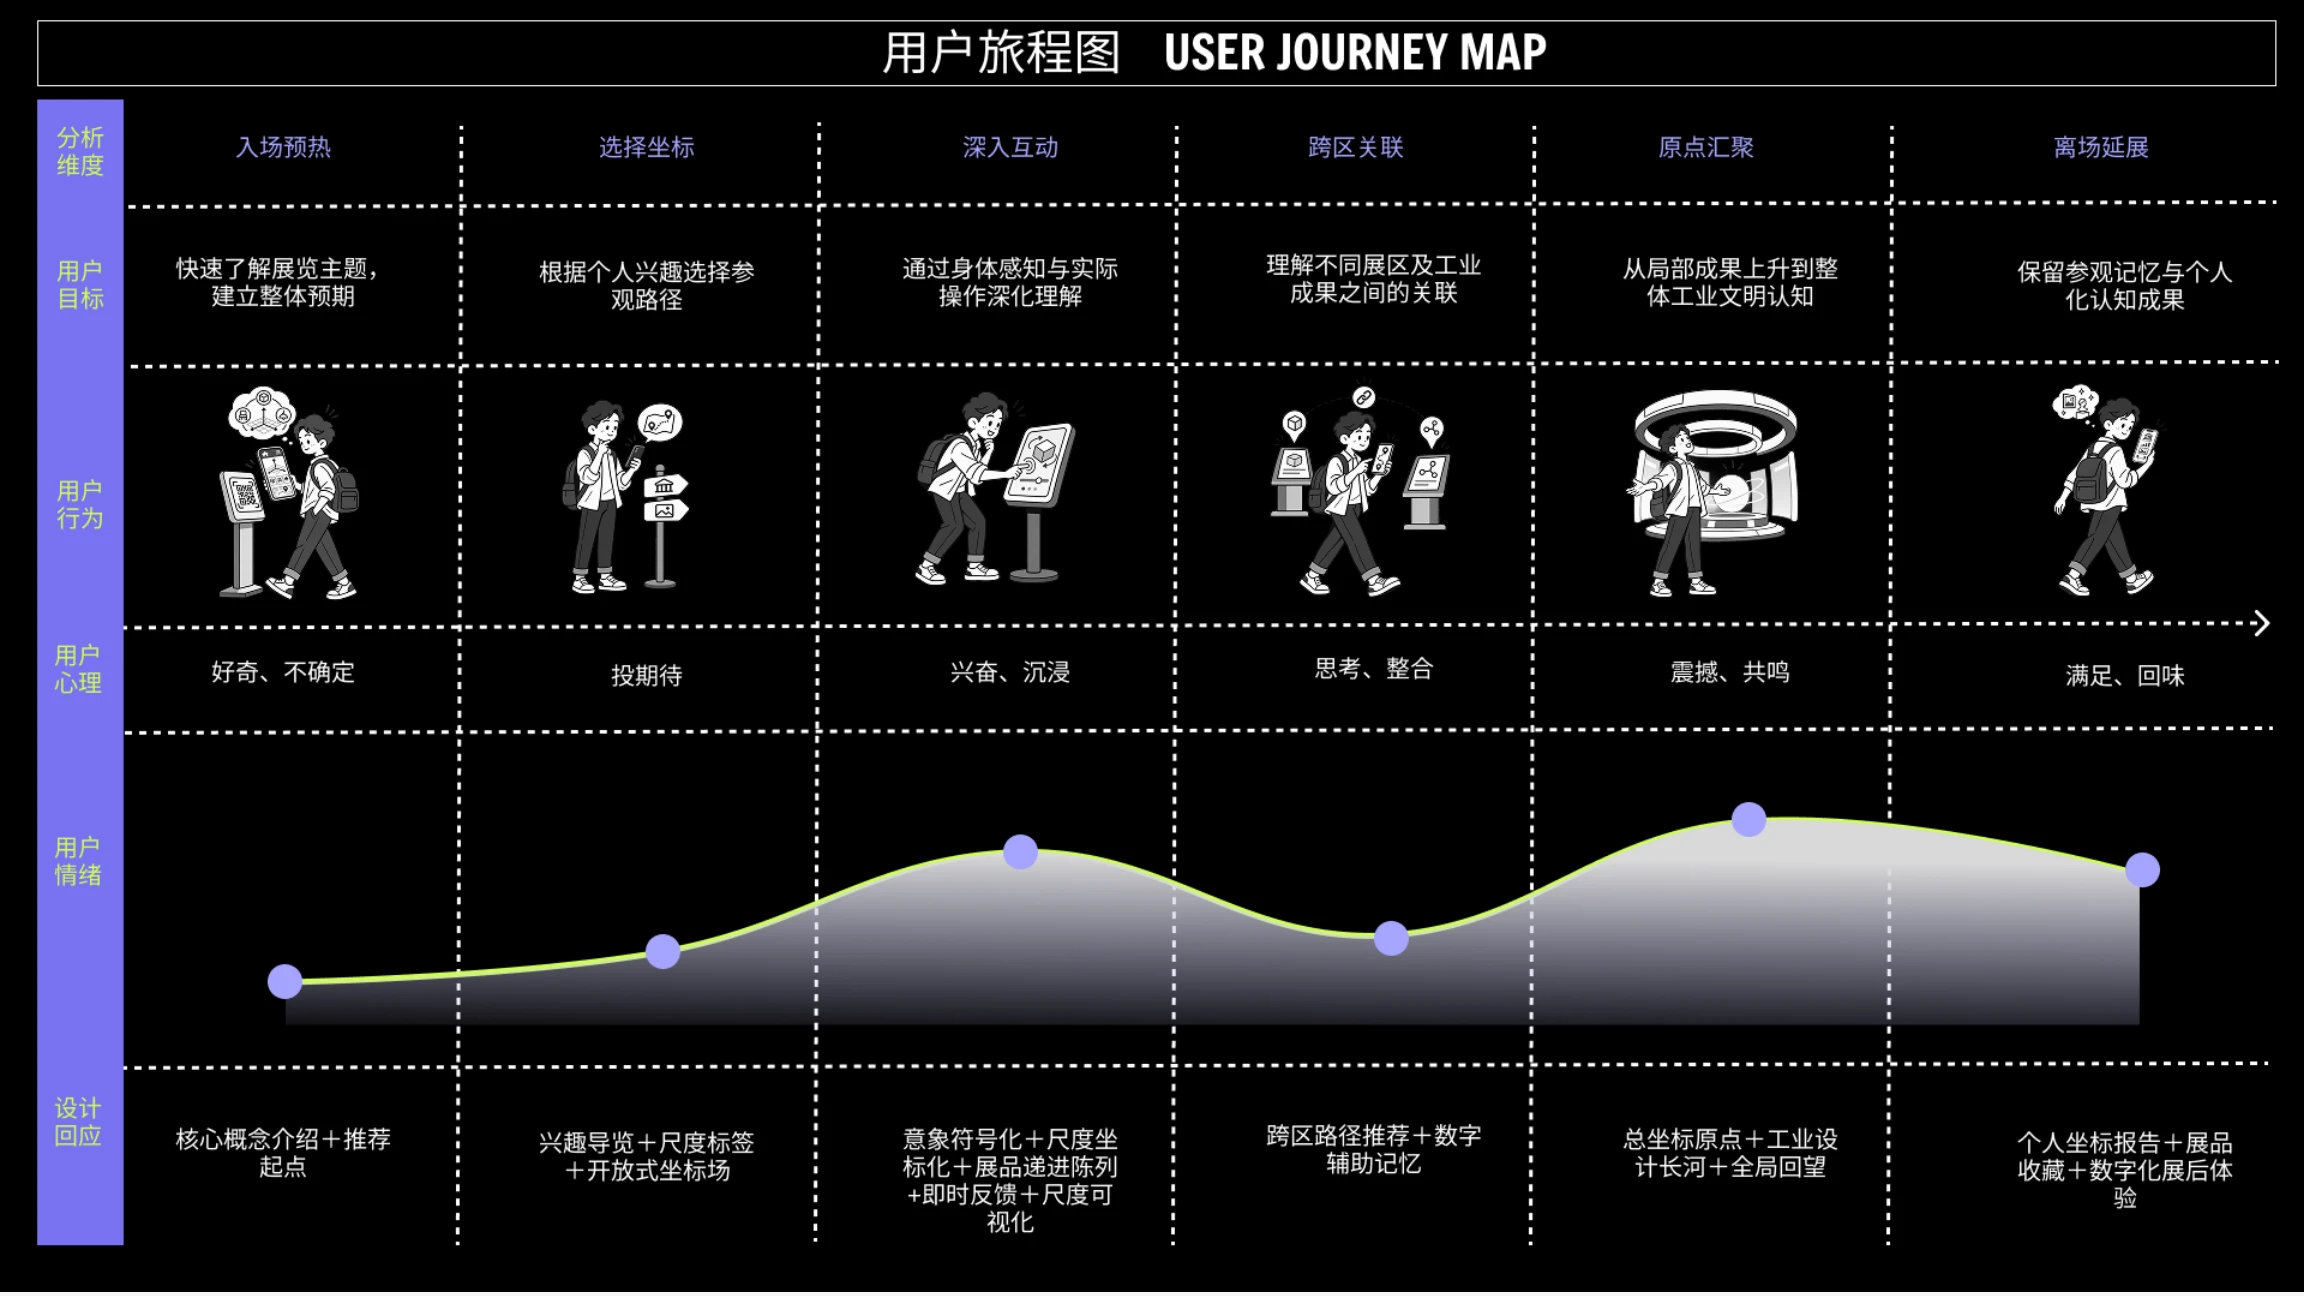 用户旅程图 USER JOURNEY MAP
分析
维度
入场预热
选择坐标
深入互动
跨区关联
原点汇聚
离场延展
用户
目标
快速了解展览主题，
建立整体预期
根据个人兴趣选择参
观路径
通过身体感知与实际
操作深化理解
理解不同展区及工业
成果之间的关联
从局部成果上升到整
体工业文明认知
保留参观记忆与个人
化认知成果
用户
行为
用户
心理
好奇、不确定
投期待
兴奋、沉浸
思考、整合
震撼、共鸣
满足、回味
用户
情绪
设计
回应
核心概念介绍＋推荐
起点
兴趣导览＋尺度标签
＋开放式坐标场
意象符号化＋尺度坐
标化＋展品递进陈列
+即时反馈＋尺度可
视化
跨区路径推荐＋数字
辅助记忆
总坐标原点＋工业设
计长河＋全局回望
个人坐标报告＋展品
收藏＋数字化展后体
验